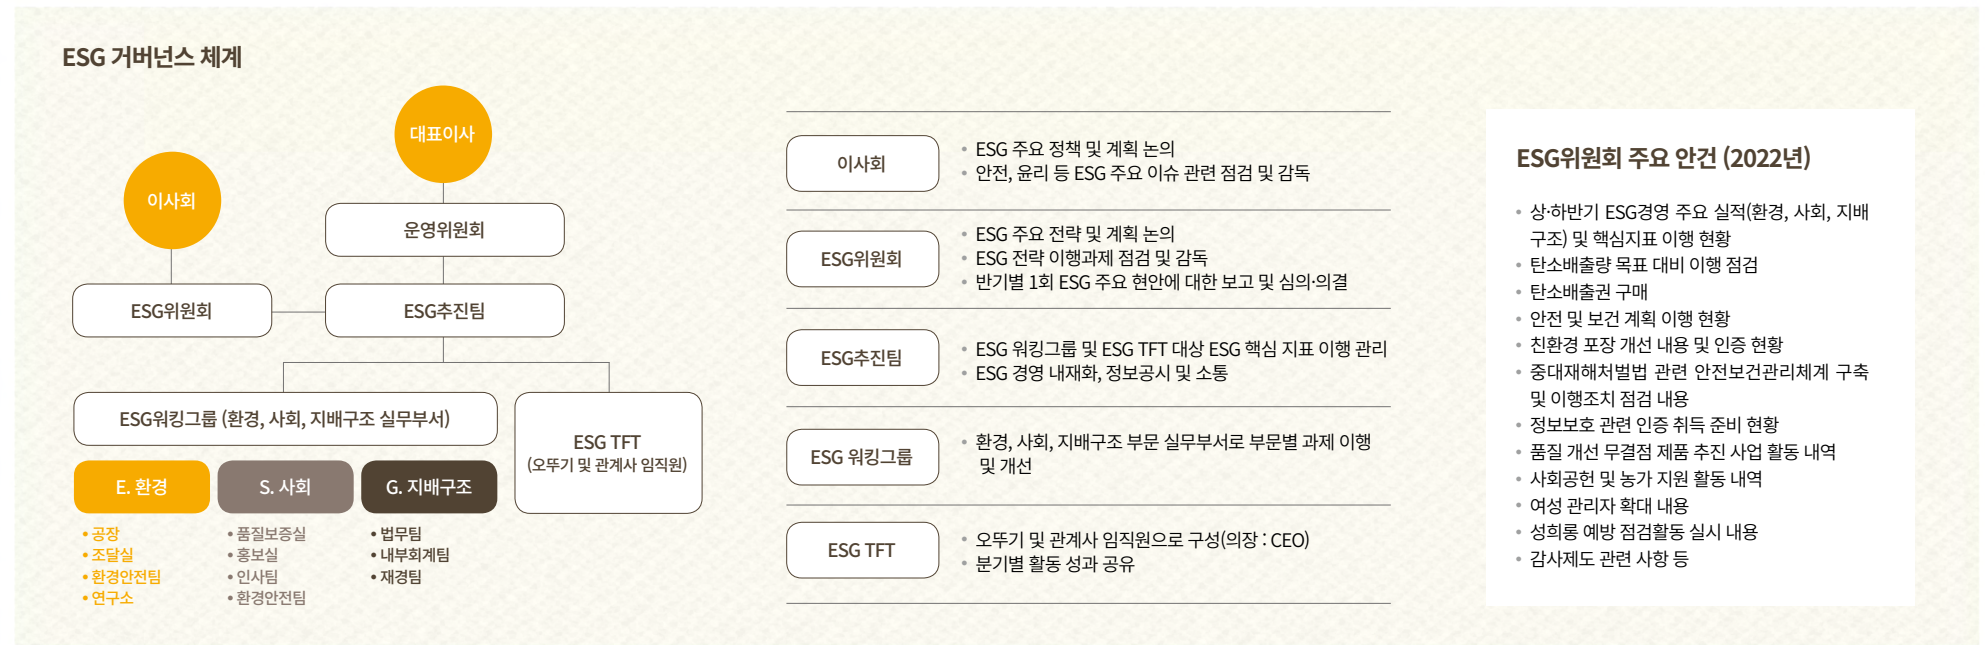 ESG 거버넌스 체계
대표이사
이사회
운영위원회
ESG위원회
ESG추진팀
ESG워킹그룹 (환경, 사회, 지배구조 실무부서)
ESG TFT
(오뚜기 및 관계사 임직원)
E. 환경
• 공장
• 조달실
• 환경안전팀
• 연구소
S. 사회
• 품질보증실
• 홍보실
• 인사팀
• 환경안전팀
G. 지배구조
• 법무팀
• 내부회계팀
• 재경팀
이사회
• ESG 주요 정책 및 계획 논의
• 안전, 윤리 등 ESG 주요 이슈 관련 점검 및 감독
ESG위원회
• ESG 주요 전략 및 계획 논의
• ESG 전략 이행과제 점검 및 감독
• 반기별 1회 ESG 주요 현안에 대한 보고 및 심의·의결
ESG추진팀
• ESG 워킹그룹 및 ESG TFT 대상 ESG 핵심 지표 이행 관리
• ESG 경영 내재화, 정보공시 및 소통
ESG 워킹그룹
• 환경, 사회, 지배구조 부문 실무부서로 부문별 과제 이행
및 개선
ESG TFT
• 오뚜기 및 관계사 임직원으로 구성(의장 : CEO)
• 분기별 활동 성과 공유
ESG위원회 주요 안건 (2022년)
• 상·하반기 ESG경영 주요 실적(환경, 사회, 지배
구조) 및 핵심지표 이행 현황
• 탄소배출량 목표 대비 이행 점검
• 탄소배출권 구매
• 안전 및 보건 계획 이행 현황
• 친환경 포장 개선 내용 및 인증 현황
• 중대재해처벌법 관련 안전보건관리체계 구축
및 이행조치 점검 내용
• 정보보호 관련 인증 취득 준비 현황
• 품질 개선 무결점 제품 추진 사업 활동 내역
• 사회공헌 및 농가 지원 활동 내역
• 여성 관리자 확대 내용
• 성희롱 예방 점검활동 실시 내용
• 감사제도 관련 사항 등